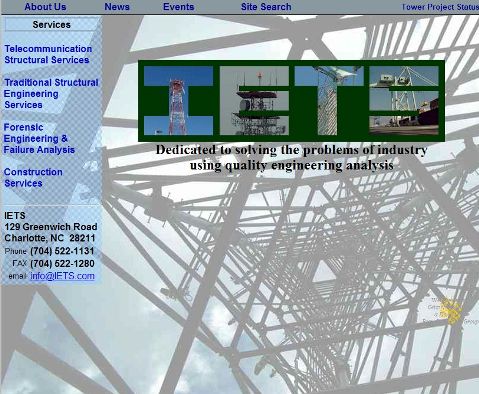 About Us News Events Site Search Tower Project Status
Services
Telecommunication
Structural Services
Traditional Structural
Engineering
Services
Forensic
Engineering &
Failure Analysis
Construction
Services
IETS
129 Greenwich Road
Charlotte, NC 28211
Phone (704) 522-1131
FAX (704) 522-1280
email info@IETS.com
IETS
Dedicated to solving the problems of industry
using quality engineering analysis
Group